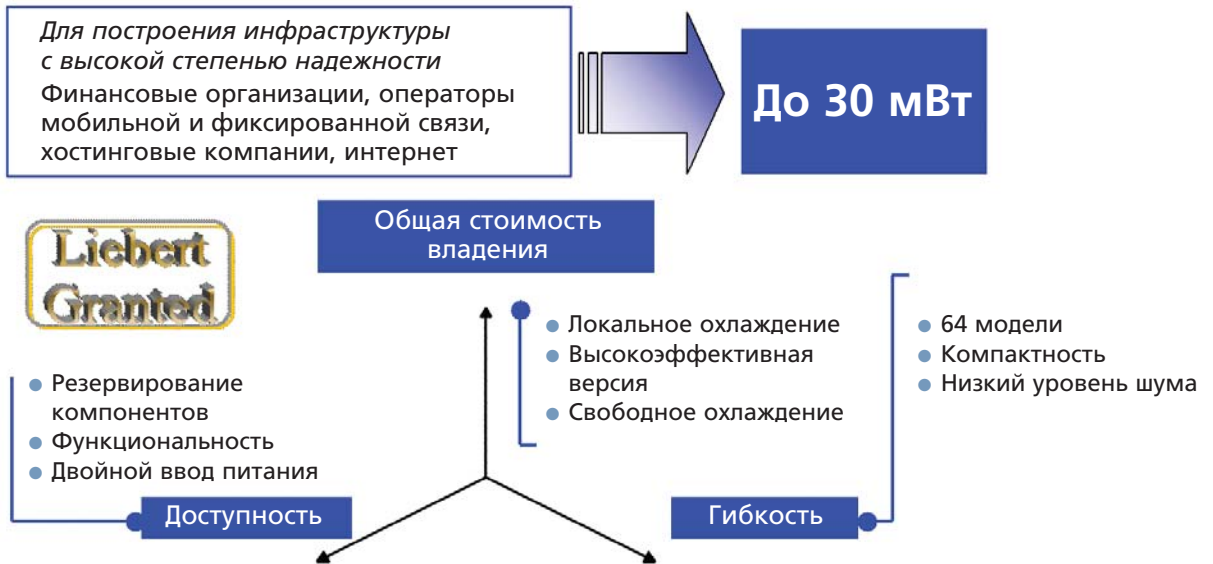 Для построения инфраструктуры
с высокой степенью надежности
Финансовые организации, операторы
мобильной и фиксированной связи,
хостинговые компании, интернет
До 30 мВт
Liebert
Granted
Общая стоимость
владения
Локальное охлаждение
Высокоэффективная
версия
Свободное охлаждение
64 модели
Компактность
Низкий уровень шума
Резервирование
компонентов
Функциональность
Двойной ввод питания
Доступность
Гибкость